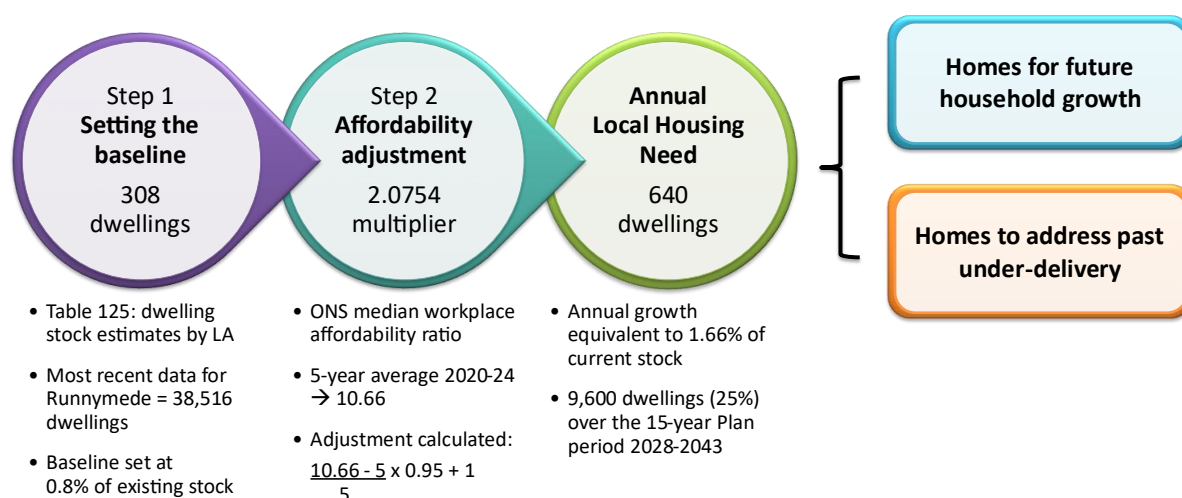 Step 1
Setting the
baseline
308
dwellings
Step 2
Affordability
adjustment
2.0754
multiplier
Annual
Local Housing
Need
640
dwellings
Homes for future
household growth
Homes to address past
under-delivery
• Table 125: dwelling
stock estimates by LA
• Most recent data for
Runnymede = 38,516
dwellings
• Baseline set at
0.8% of existing stock
• ONS median workplace
affordability ratio
• 5-year average 2020-24
→ 10.66
• Adjustment calculated:
10.66 - 5 x 0.95 + 1
5
• Annual growth
equivalent to 1.66% of
current stock
• 9,600 dwellings (25%)
over the 15-year Plan
period 2028-2043